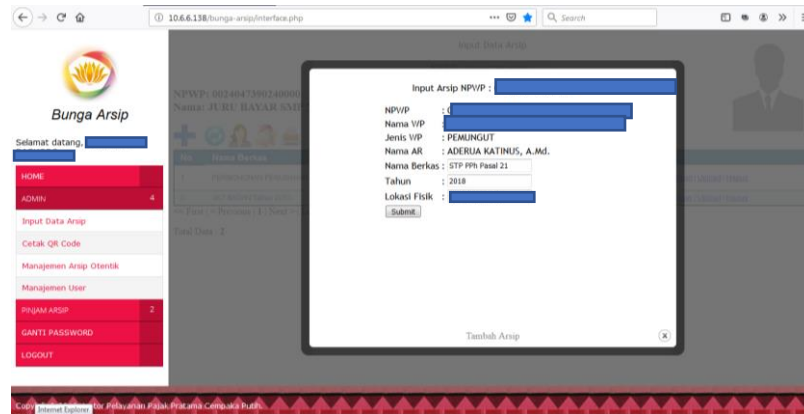 10.6.6.138/bunga-arsip/interface.php
Search
Input Data Arsip
Bunga Arsip
Selamat datang,
HOME
ADMIN 4
Input Data Arsip
Cetak QR Code
Manajemen Arsip Otentik
Manajemen User
PINJAM ARSIP 2
GANTI PASSWORD
LOGOUT
No Nama Berkas
Total Data : 2
Input Arsip NPWP :
NPWP :
Nama WP :
Jenis WP : PEMUNGUT
Nama AR : ADERUA KATINUS, A.Md.
Nama Berkas : STP PPh Pasal 21
Tahun : 2018
Lokasi Fisik :
Submit
Tambah Arsip
Internet Explorer
Pelayanan Pajak Pratama Cempaka Putih